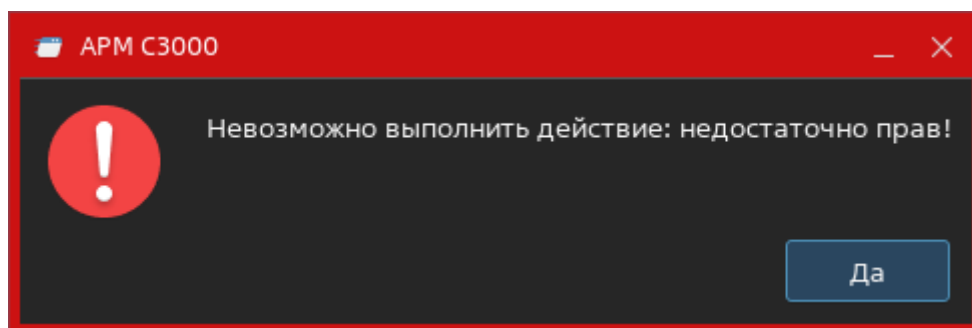 АРМ С3000
Невозможно выполнить действие: недостаточно прав!
Да